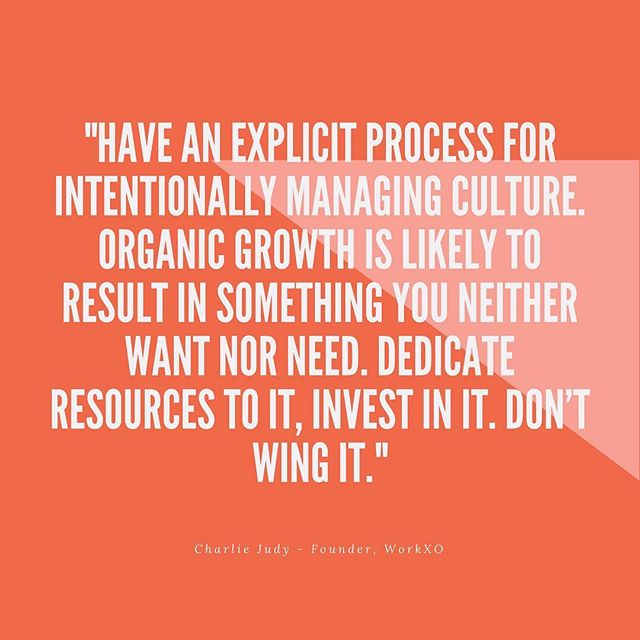 "HAVE AN EXPLICIT PROCESS FOR
INTENTIONALLY MANAGING CULTURE.
ORGANIC GROWTH IS LIKELY TO
RESULT IN SOMETHING YOU NEITHER
WANT NOR NEED. DEDICATE
RESOURCES TO IT, INVEST IN IT. DON’T
WING IT."
Charlie Judy - Founder, WorkXO